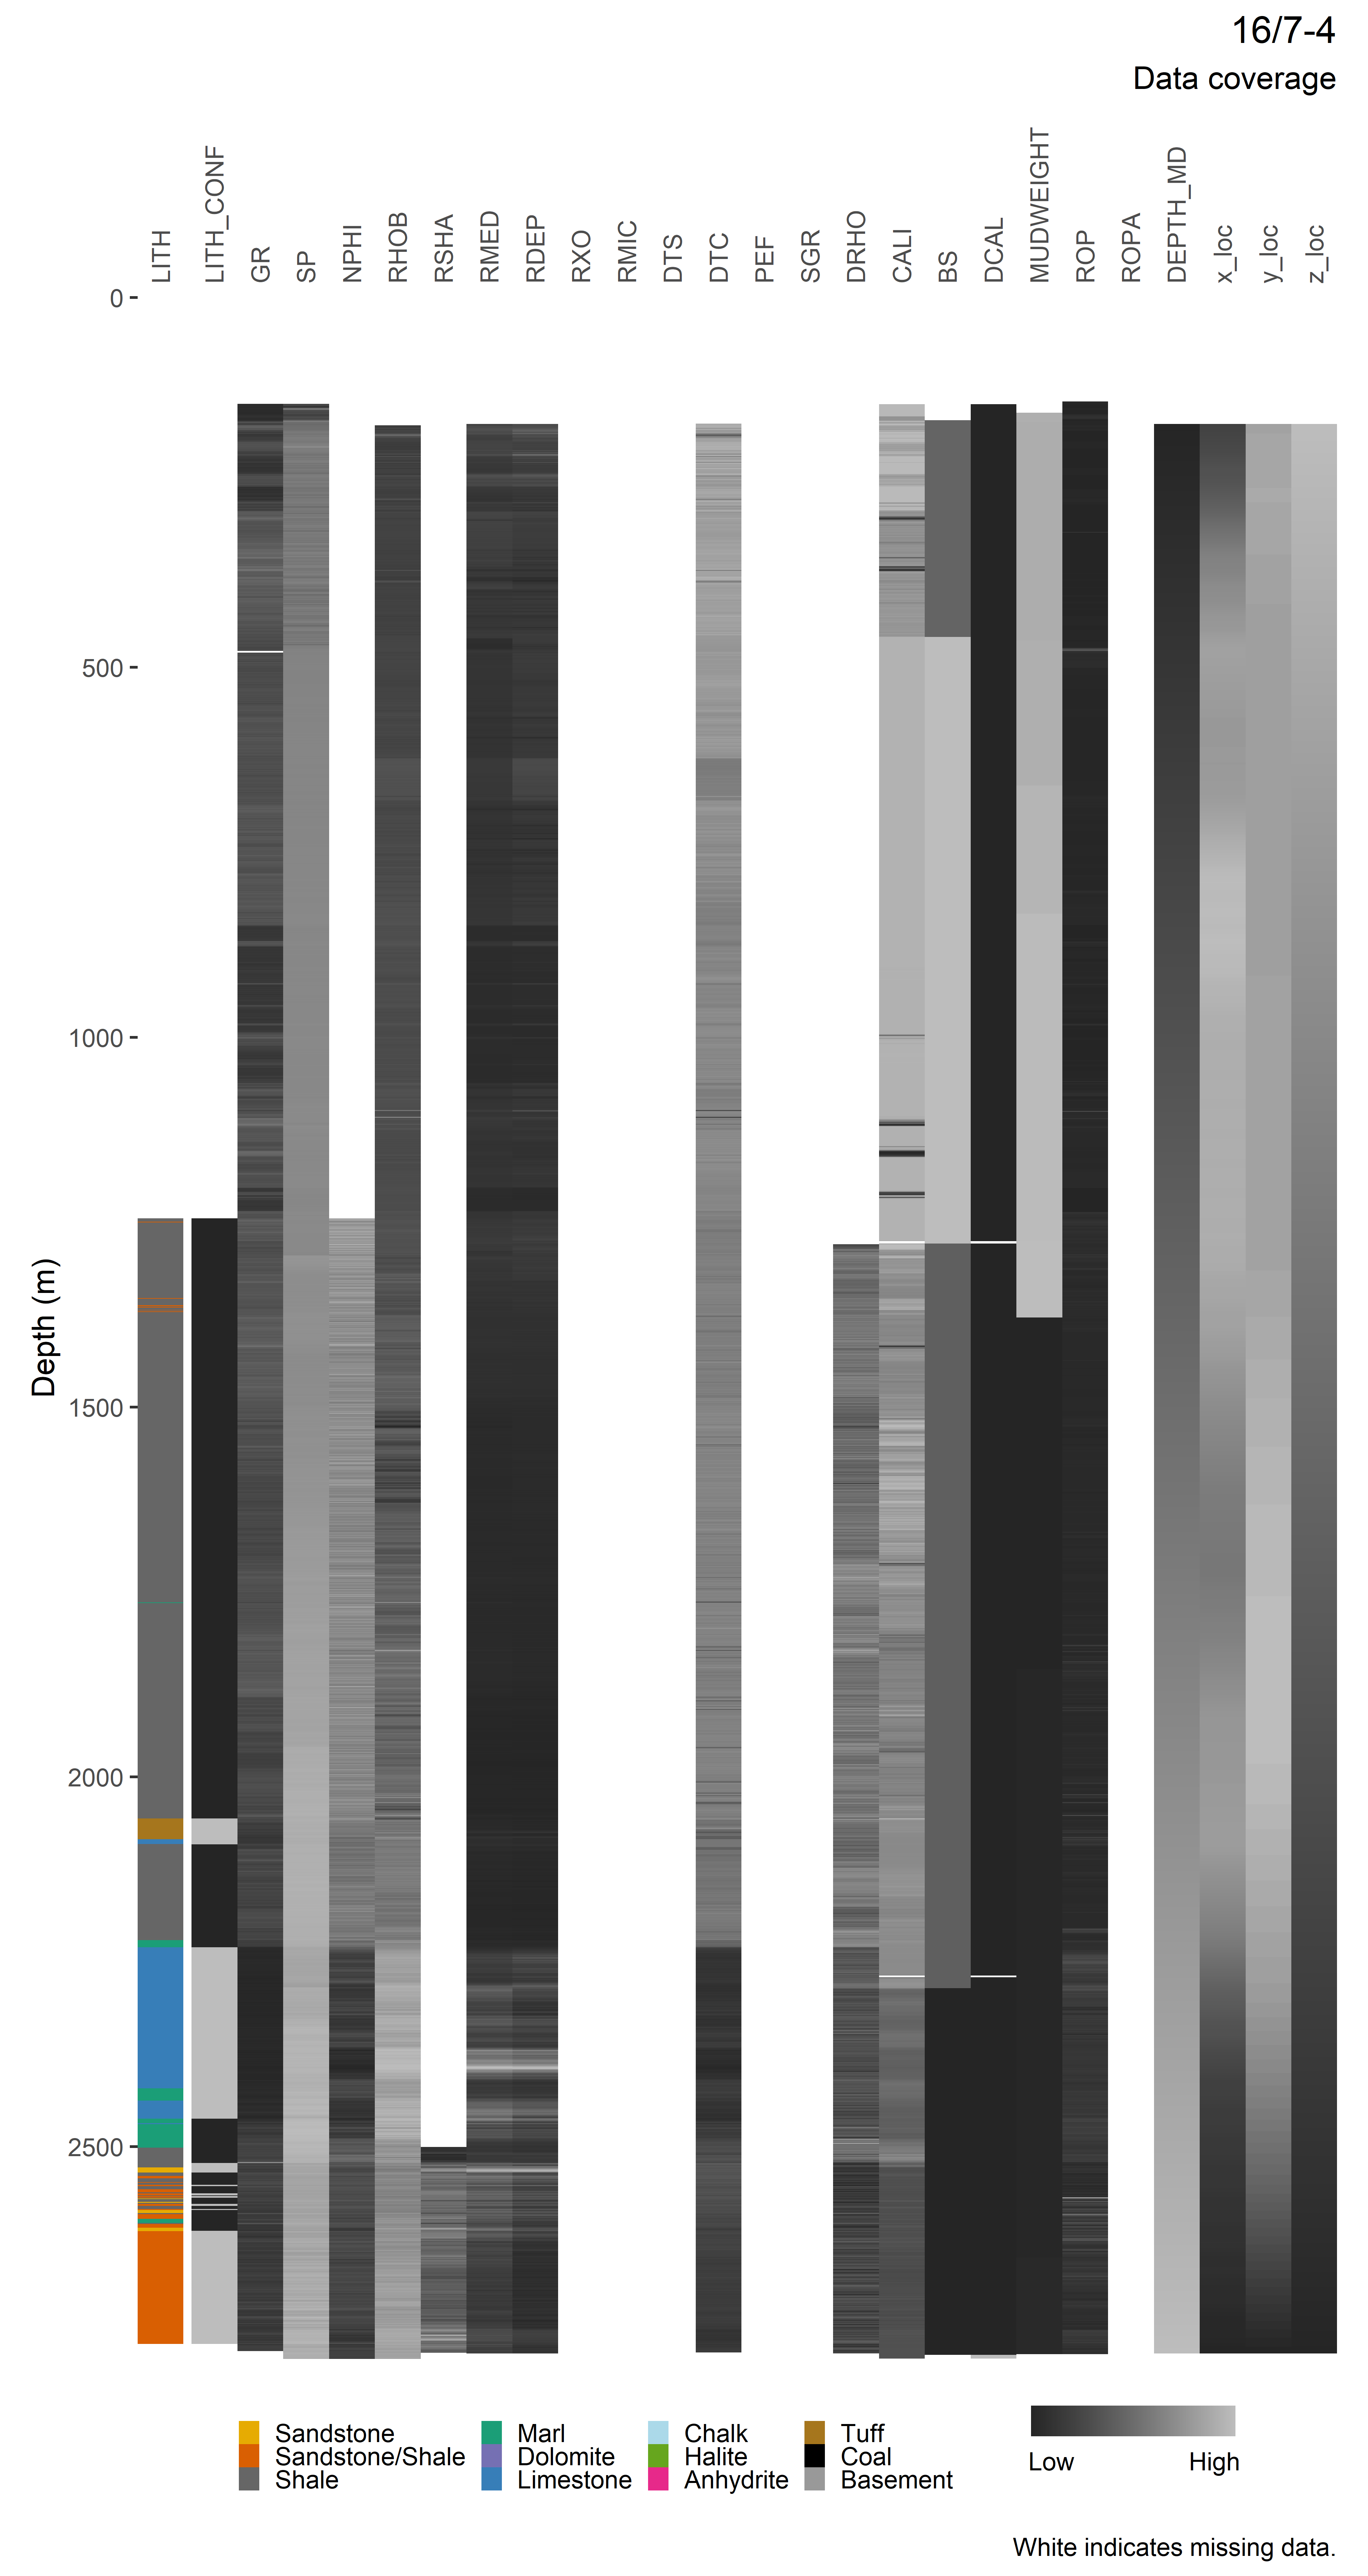 16/7-4
Data coverage
LITH
LITH_CONF
GR
SP
NPHI
RHOB
RSHA
RMED
RDEP
RXO
RMIC
DTS
DTC
PEF
SGR
DRHO
CALI
BS
DCAL
MUDWEIGHT
ROP
ROPA
DEPTH_MD
x_loc
y_loc
z_loc
0
500
1000
1500
2000
2500
Depth (m)
Sandstone
Sandstone/Shale
Shale
Marl
Dolomite
Limestone
Chalk
Halite
Anhydrite
Tuff
Coal
Basement
Low High
White indicates missing data.